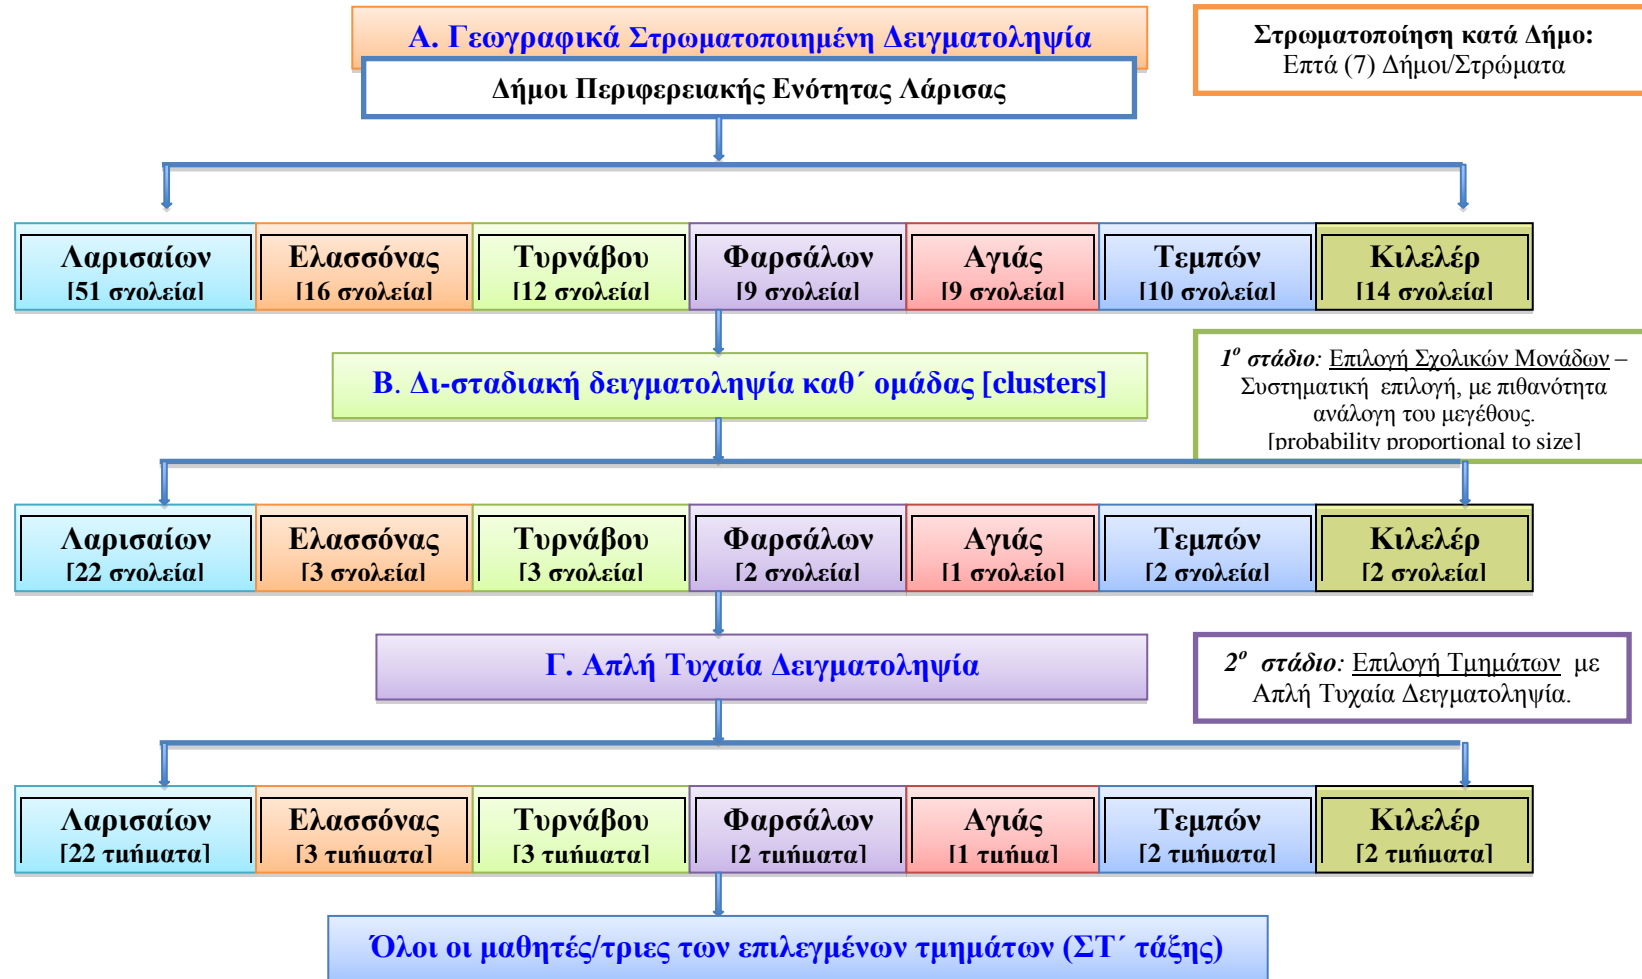 Α. Γεωγραφικά Στρωματοποιημένη Δειγματοληψία
Δήμοι Περιφερειακής Ενότητας Λάρισας
Στρωματοποίηση κατά Δήμο:
Επτά (7) Δήμοι/Στρώματα
Λαρισαίων
[51 σχολεία]
Ελασσόνας
[16 σχολεία]
Τυρνάβου
[12 σχολεία]
Φαρσάλων
[9 σχολεία]
Αγιάς
[9 σχολεία]
Τεμπών
[10 σχολεία]
Κιλελέρ
[14 σχολεία]
Β. Δι-σταδιακή δειγματοληψία καθ΄ ομάδας [clusters]
1ο στάδιο: Επιλογή Σχολικών Μονάδων –
Συστηματική επιλογή, με πιθανότητα
ανάλογη του μεγέθους.
[probability proportional to size]
Λαρισαίων
[22 σχολεία]
Ελασσόνας
[3 σχολεία]
Τυρνάβου
[3 σχολεία]
Φαρσάλων
[2 σχολεία]
Αγιάς
[1 σχολείο]
Τεμπών
[2 σχολεία]
Κιλελέρ
[2 σχολεία]
Γ. Απλή Τυχαία Δειγματοληψία
2ο στάδιο: Επιλογή Τμημάτων με
Απλή Τυχαία Δειγματοληψία.
Λαρισαίων
[22 τμήματα]
Ελασσόνας
[3 τμήματα]
Τυρνάβου
[3 τμήματα]
Φαρσάλων
[2 τμήματα]
Αγιάς
[1 τμήμα]
Τεμπών
[2 τμήματα]
Κιλελέρ
[2 τμήματα]
Όλοι οι μαθητές/τριες των επιλεγμένων τμημάτων (ΣΤ΄ τάξης)